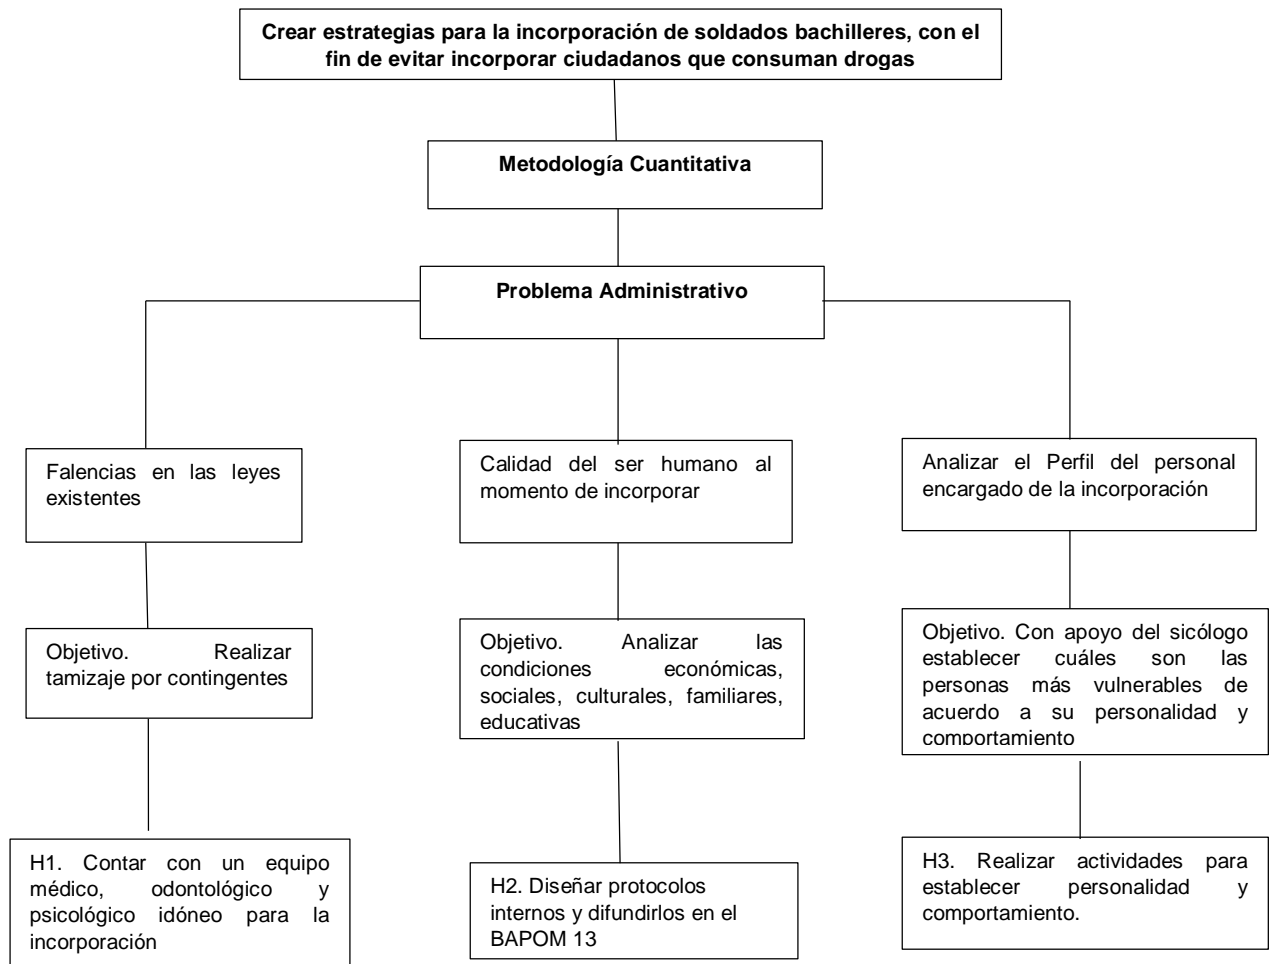 Crear estrategias para la incorporación de soldados bachilleres, con el
fin de evitar incorporar ciudadanos que consuman drogas
Metodología Cuantitativa
Problema Administrativo
Falencias en las leyes
existentes
Calidad del ser humano al
momento de incorporar
Analizar el Perfil del personal
encargado de la incorporación
Objetivo. Realizar
tamizaje por contingentes
Objetivo. Analizar las
condiciones económicas,
sociales, culturales, familiares,
educativas
Objetivo. Con apoyo del sicólogo
establecer cuáles son las
personas más vulnerables de
acuerdo a su personalidad y
comportamiento
H1. Contar con un equipo
médico, odontológico y
psicológico idóneo para la
incorporación
H2. Diseñar protocolos
internos y difundirlos en el
BAPOM 13
H3. Realizar actividades para
establecer personalidad y
comportamiento.